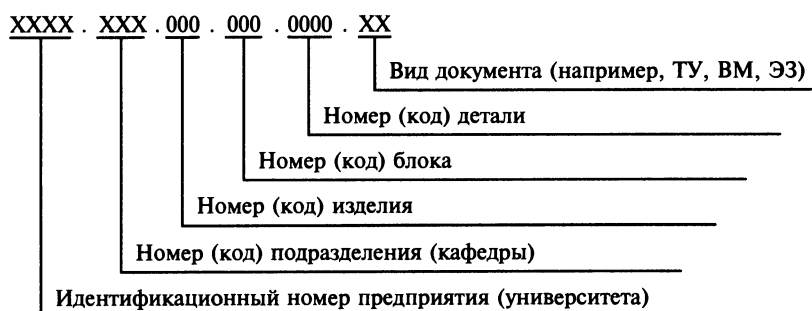 XXXX . XXX . 000 . 000 . 0000 . XX
Вид документа (например, ТУ, ВМ, ЭЗ)
Номер (код) детали
Номер (код) блока
Номер (код) изделия
Номер (код) подразделения (кафедры)
Идентификационный номер предприятия (университета)